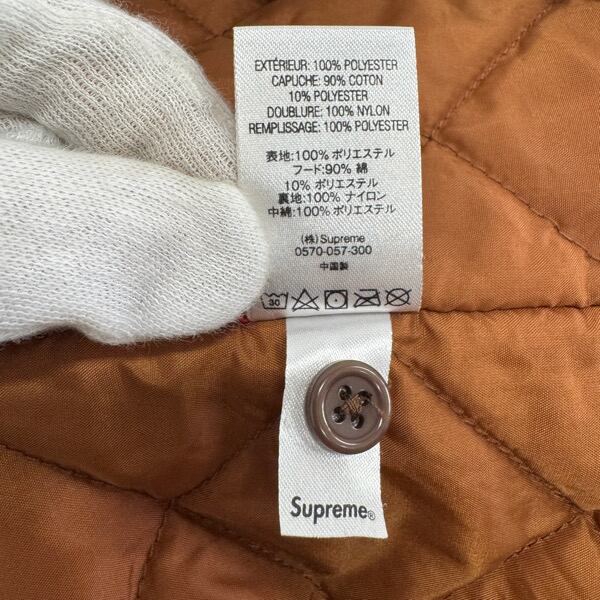 EXTÉRIEUR: 100% POLYESTER
CAPUCHE: 90% COTON
10% POLYESTER
DOUBLURE: 100% NYLON
REMPLISSAGE: 100% POLYESTER
表地:100% ポリエステル
フード:90% 綿
10% ポリエステル
裏地:100% ナイロン
中綿:100% ポリエステル
(株) Supreme
0570-057-300
中国製
30
Supreme®